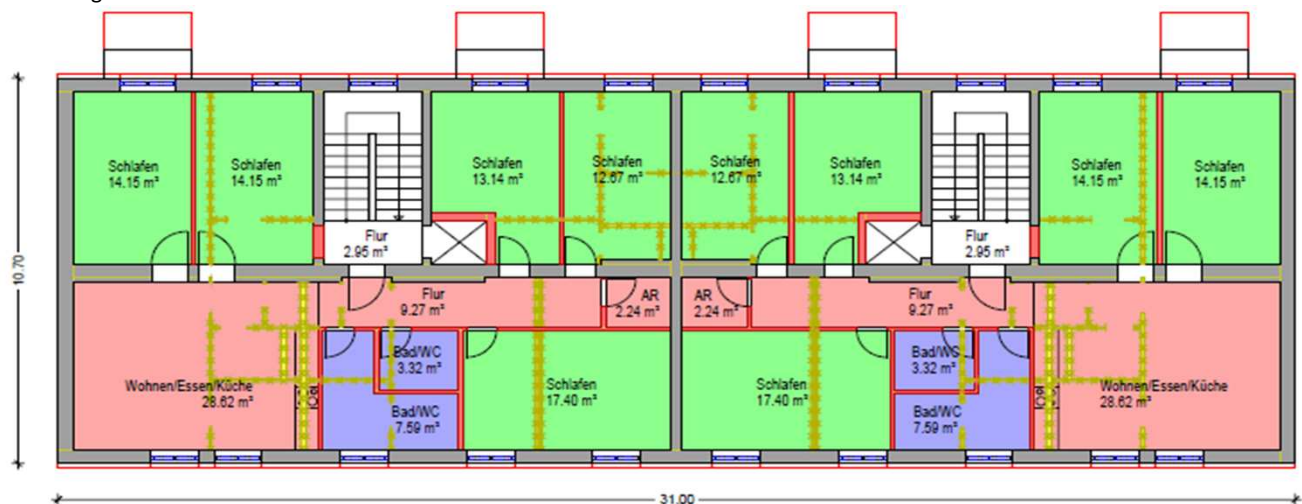 Schlafen
14.15 m²
Schlafen
14.15 m²
Schlafen
13.14 m²
Schlafen
12.67 m²
Schlafen
12.67 m²
Schlafen
13.14 m²
Schlafen
14.15 m²
Schlafen
14.15 m²
Flur
2.95 m²
Flur
2.95 m²
10.70
Flur
9.27 m²
AR
2.24 m²
AR
2.24 m²
Flur
9.27 m²
Bad/WC
3.32 m²
Bad/WC
3.32 m²
Wohnen/Essen/Küche
28.62 m²
Schlafen
17.40 m²
Schlafen
17.40 m²
Wohnen/Essen/Küche
28.62 m²
Bad/WC
7.59 m²
Bad/WC
7.59 m²
31.00